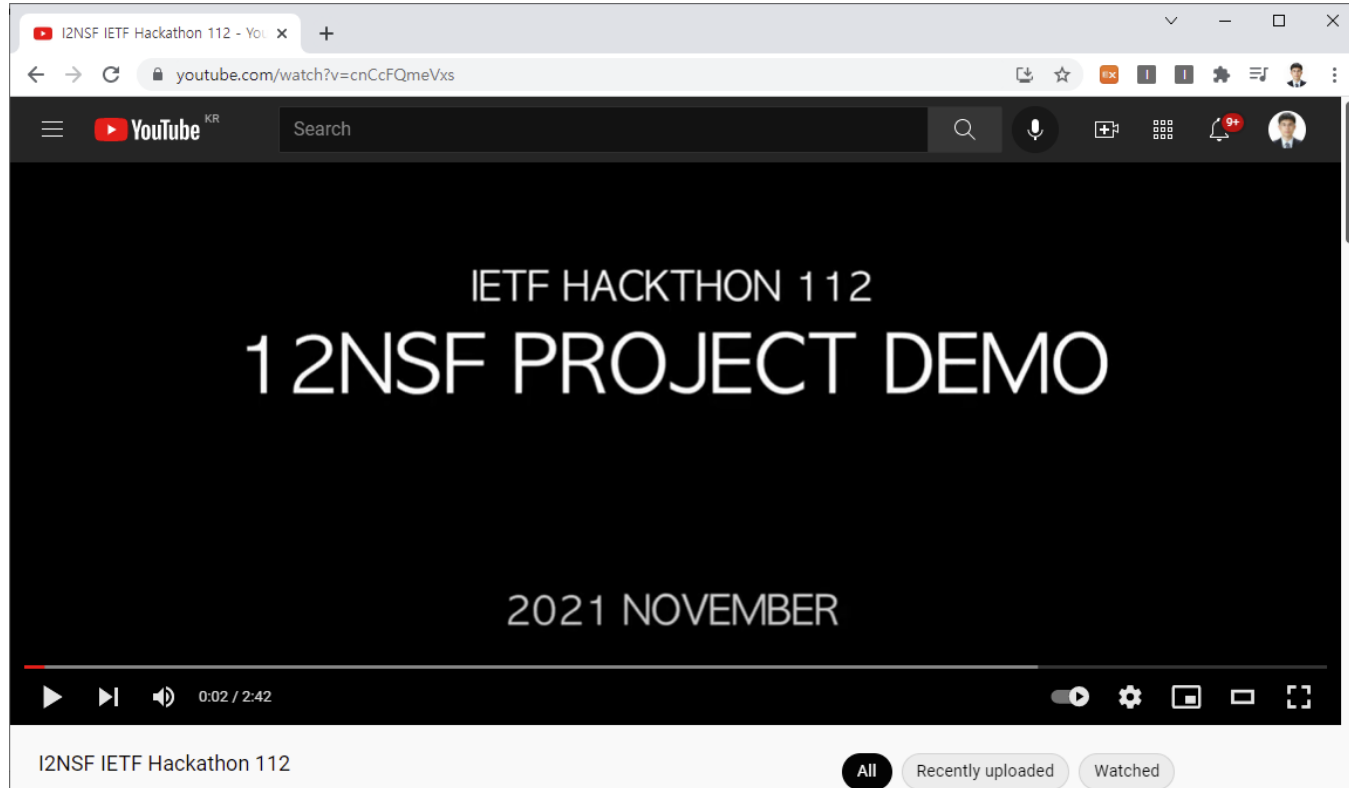 I2NSF IETF Hackathon 112 - You
youtube.com/watch?v=cnCcFQmeVxs
EX
YouTube KR
Search
9+
IETF HACKTHON 112
12NSF PROJECT DEMO
2021 NOVEMBER
0:02 / 2:42
I2NSF IETF Hackathon 112
All
Recently uploaded
Watched